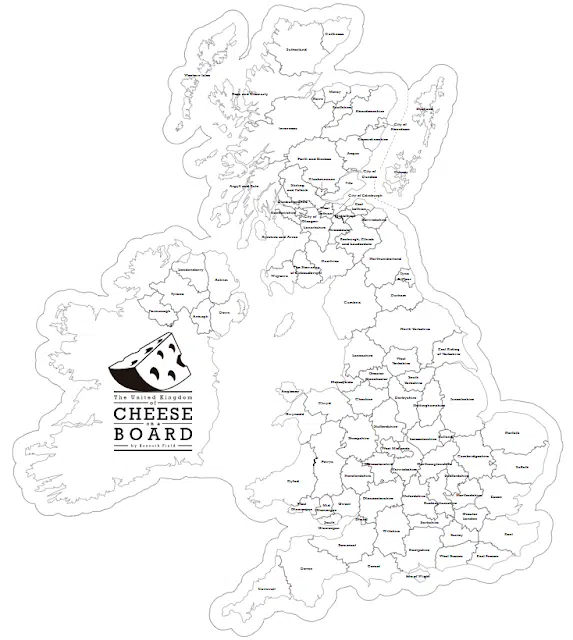 Caithness
Sutherland
Western Isles
Ross and Cromarty
Moray
Nairn
Banffshire
Aberdeenshire
Shetland
Inverness
City of
Aberdeen
Kincardineshire
Angus
Orkney
Perth and Kinross
City of
Dundee
Argyll and Bute
Stirling
and Falkirk
Clackmannan
Fife
City of Edinburgh
Dunbartonshire
Renfrewshire
City of
Glasgow
Lanarkshire
East
Lothian
Berwickshire
Ayrshire and Arran
Roxburgh, Ettrick
and Lauderdale
Dumfries
The Stewartry
of Kirkcudbright
Wigtown
Northumberland
Tyne
& Wear
Londonderry
Antrim
Tyrone
Fermanagh
Armagh
Down
Cumbria
Durham
North Yorkshire
Lancashire
West
Yorkshire
East Riding
of Yorkshire
Greater
Manchester
South
Yorkshire
Merseyside
Anglesey
Gwynedd
Clwyd
Cheshire
Derbyshire
Nottinghamshire
Lincolnshire
The United Kingdom
of
CHEESE
on a
BOARD
by Kenneth Field
Staffordshire
Shropshire
Leicestershire
Rutland
Norfolk
West Midlands
Powys
Worcestershire
Warwickshire
Northamptonshire
Cambridgeshire
Suffolk
Herefordshire
Bedfordshire
Dyfed
Gwent
Gloucestershire
Hertfordshire
Essex
West
Glamorgan
Mid
Glamorgan
South
Glamorgan
Buckinghamshire
Bristol
Berkshire
Greater
London
Wiltshire
Surrey
Kent
Somerset
Hampshire
West Sussex
East Sussex
Devon
Dorset
Isle of Wight
Cornwall